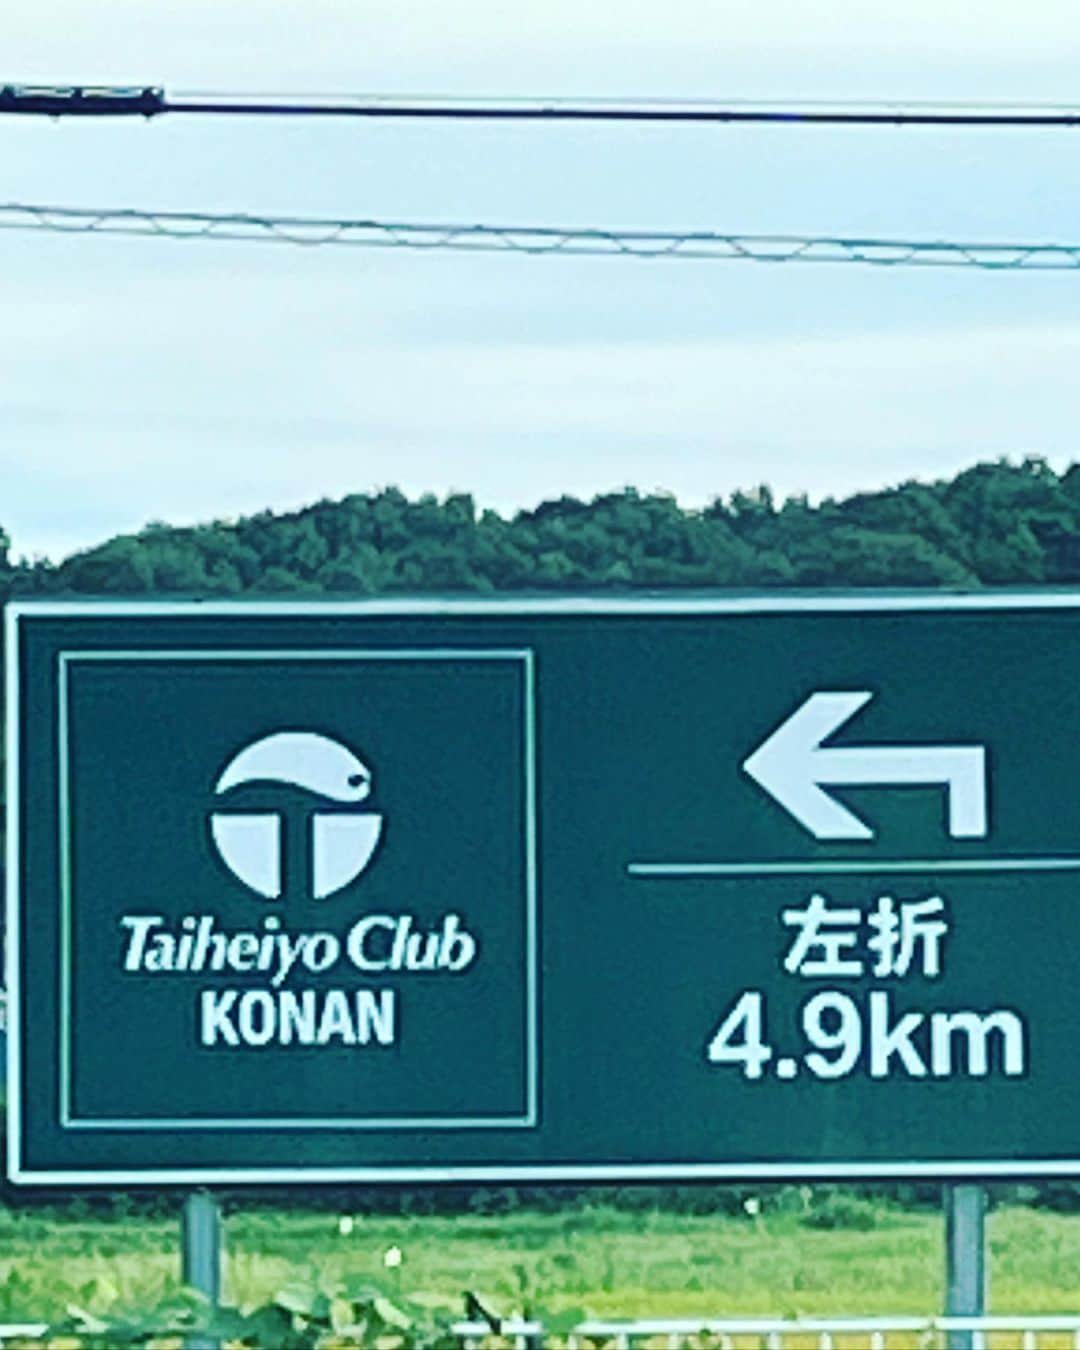 Taiheiyo Club
KONAN
左折
4.9km